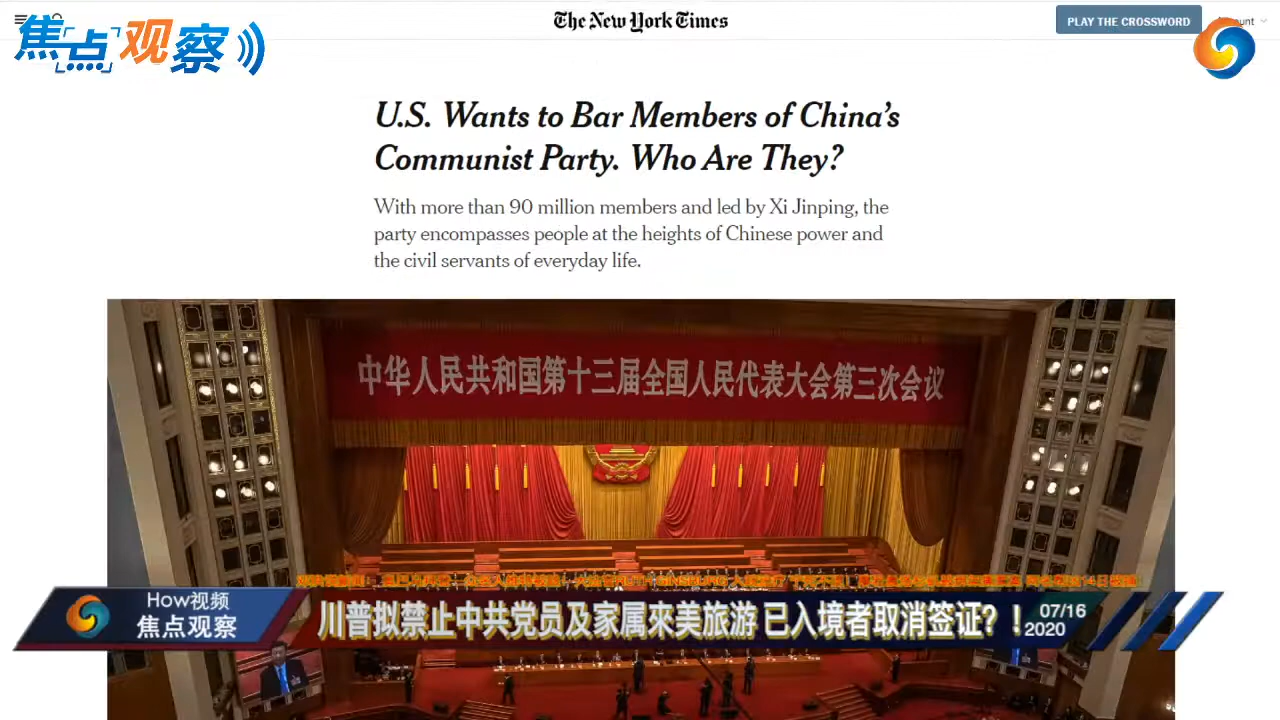 The New York Times
PLAY THE CROSSWORD
焦点观察
U.S. Wants to Bar Members of China's
Communist Party. Who Are They?
With more than 90 million members and led by Xi Jinping, the
party encompasses people at the heights of Chinese power and
the civil servants of everyday life.
中华人民共和国第十三届全国人民代表大会第三次会议
How视频
焦点观察
川普拟禁止中共党员及家属來美旅游 已入境者取消签证？！
07/16
2020